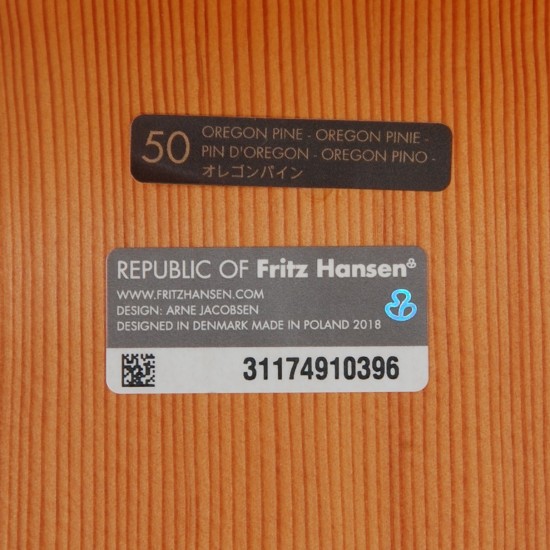 50
OREGON PINE - OREGON PINIE -
PIN D'OREGON - OREGON PINO -
オレゴンパイン
REPUBLIC OF Fritz Hansen®
WWW.FRITZHANSEN.COM
DESIGN: ARNE JACOBSEN
DESIGNED IN DENMARK MADE IN POLAND 2018
31174910396